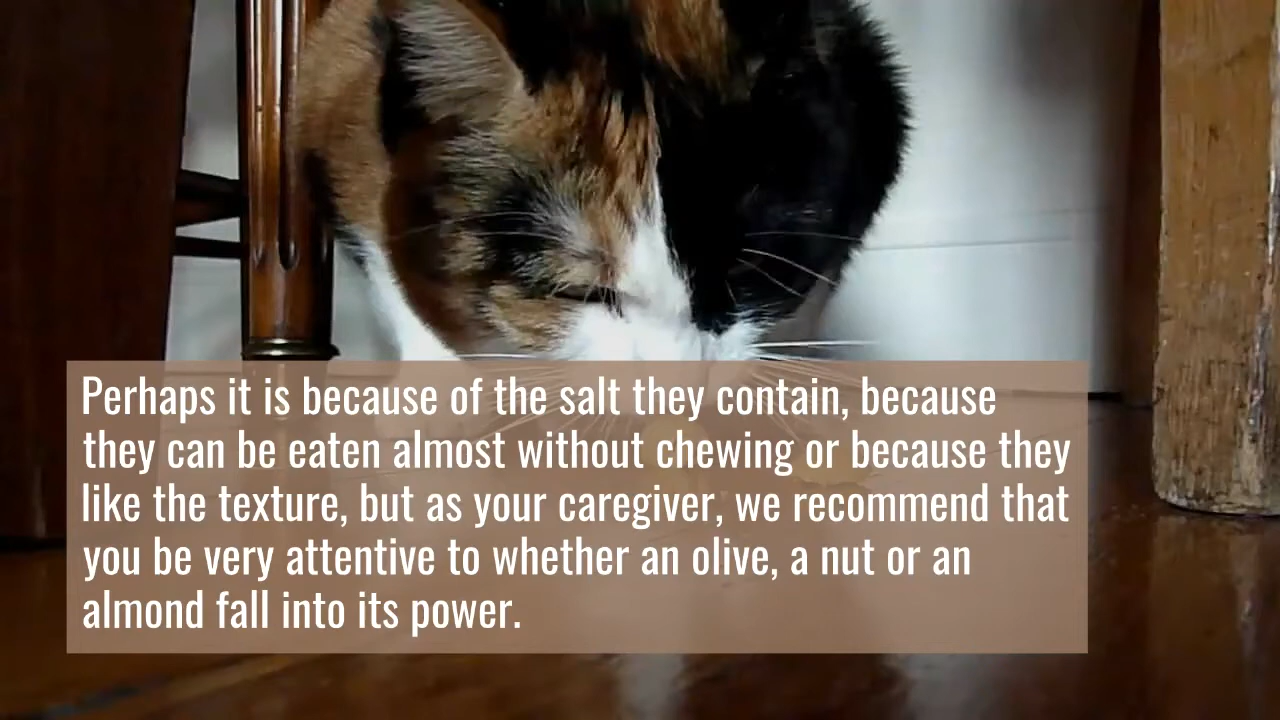 Perhaps it is because of the salt they contain, because
they can be eaten almost without chewing or because they
like the texture, but as your caregiver, we recommend that
you be very attentive to whether an olive, a nut or an
almond fall into its power.